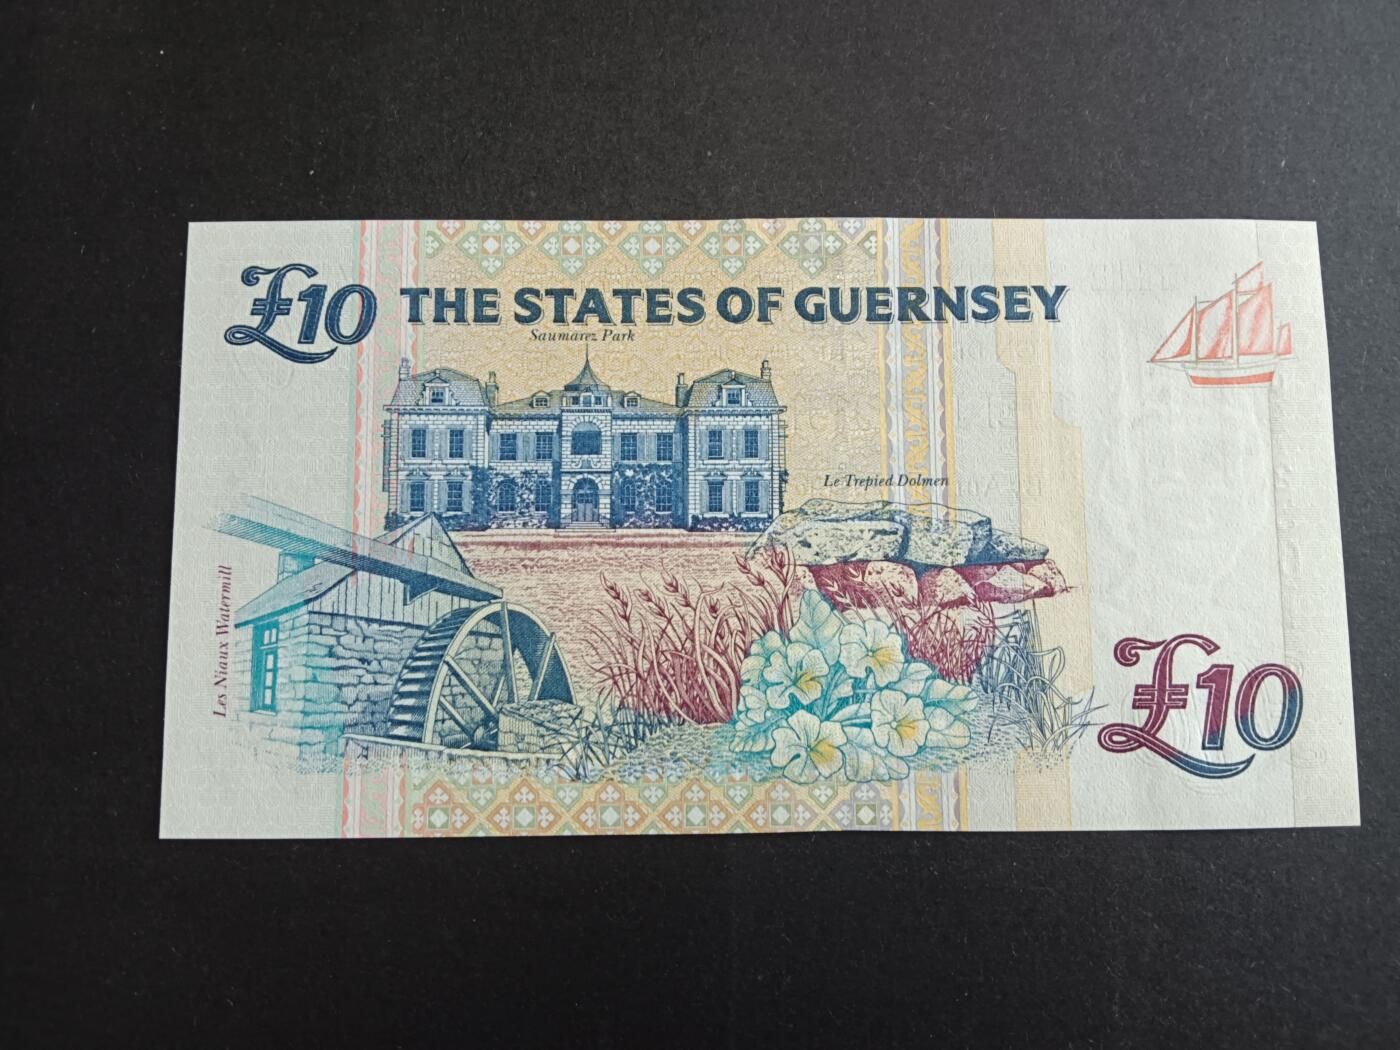 £10 THE STATES OF GUERNSEY
Saumarez Park
Le Trepied Dolmen
Les Niaux Watermill
£10